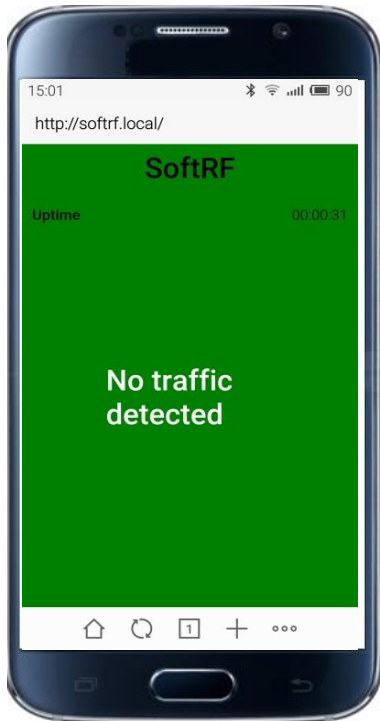 15:01 90
http://softrf.local/
SoftRF
Uptime 00:00:31
No traffic
detected
1